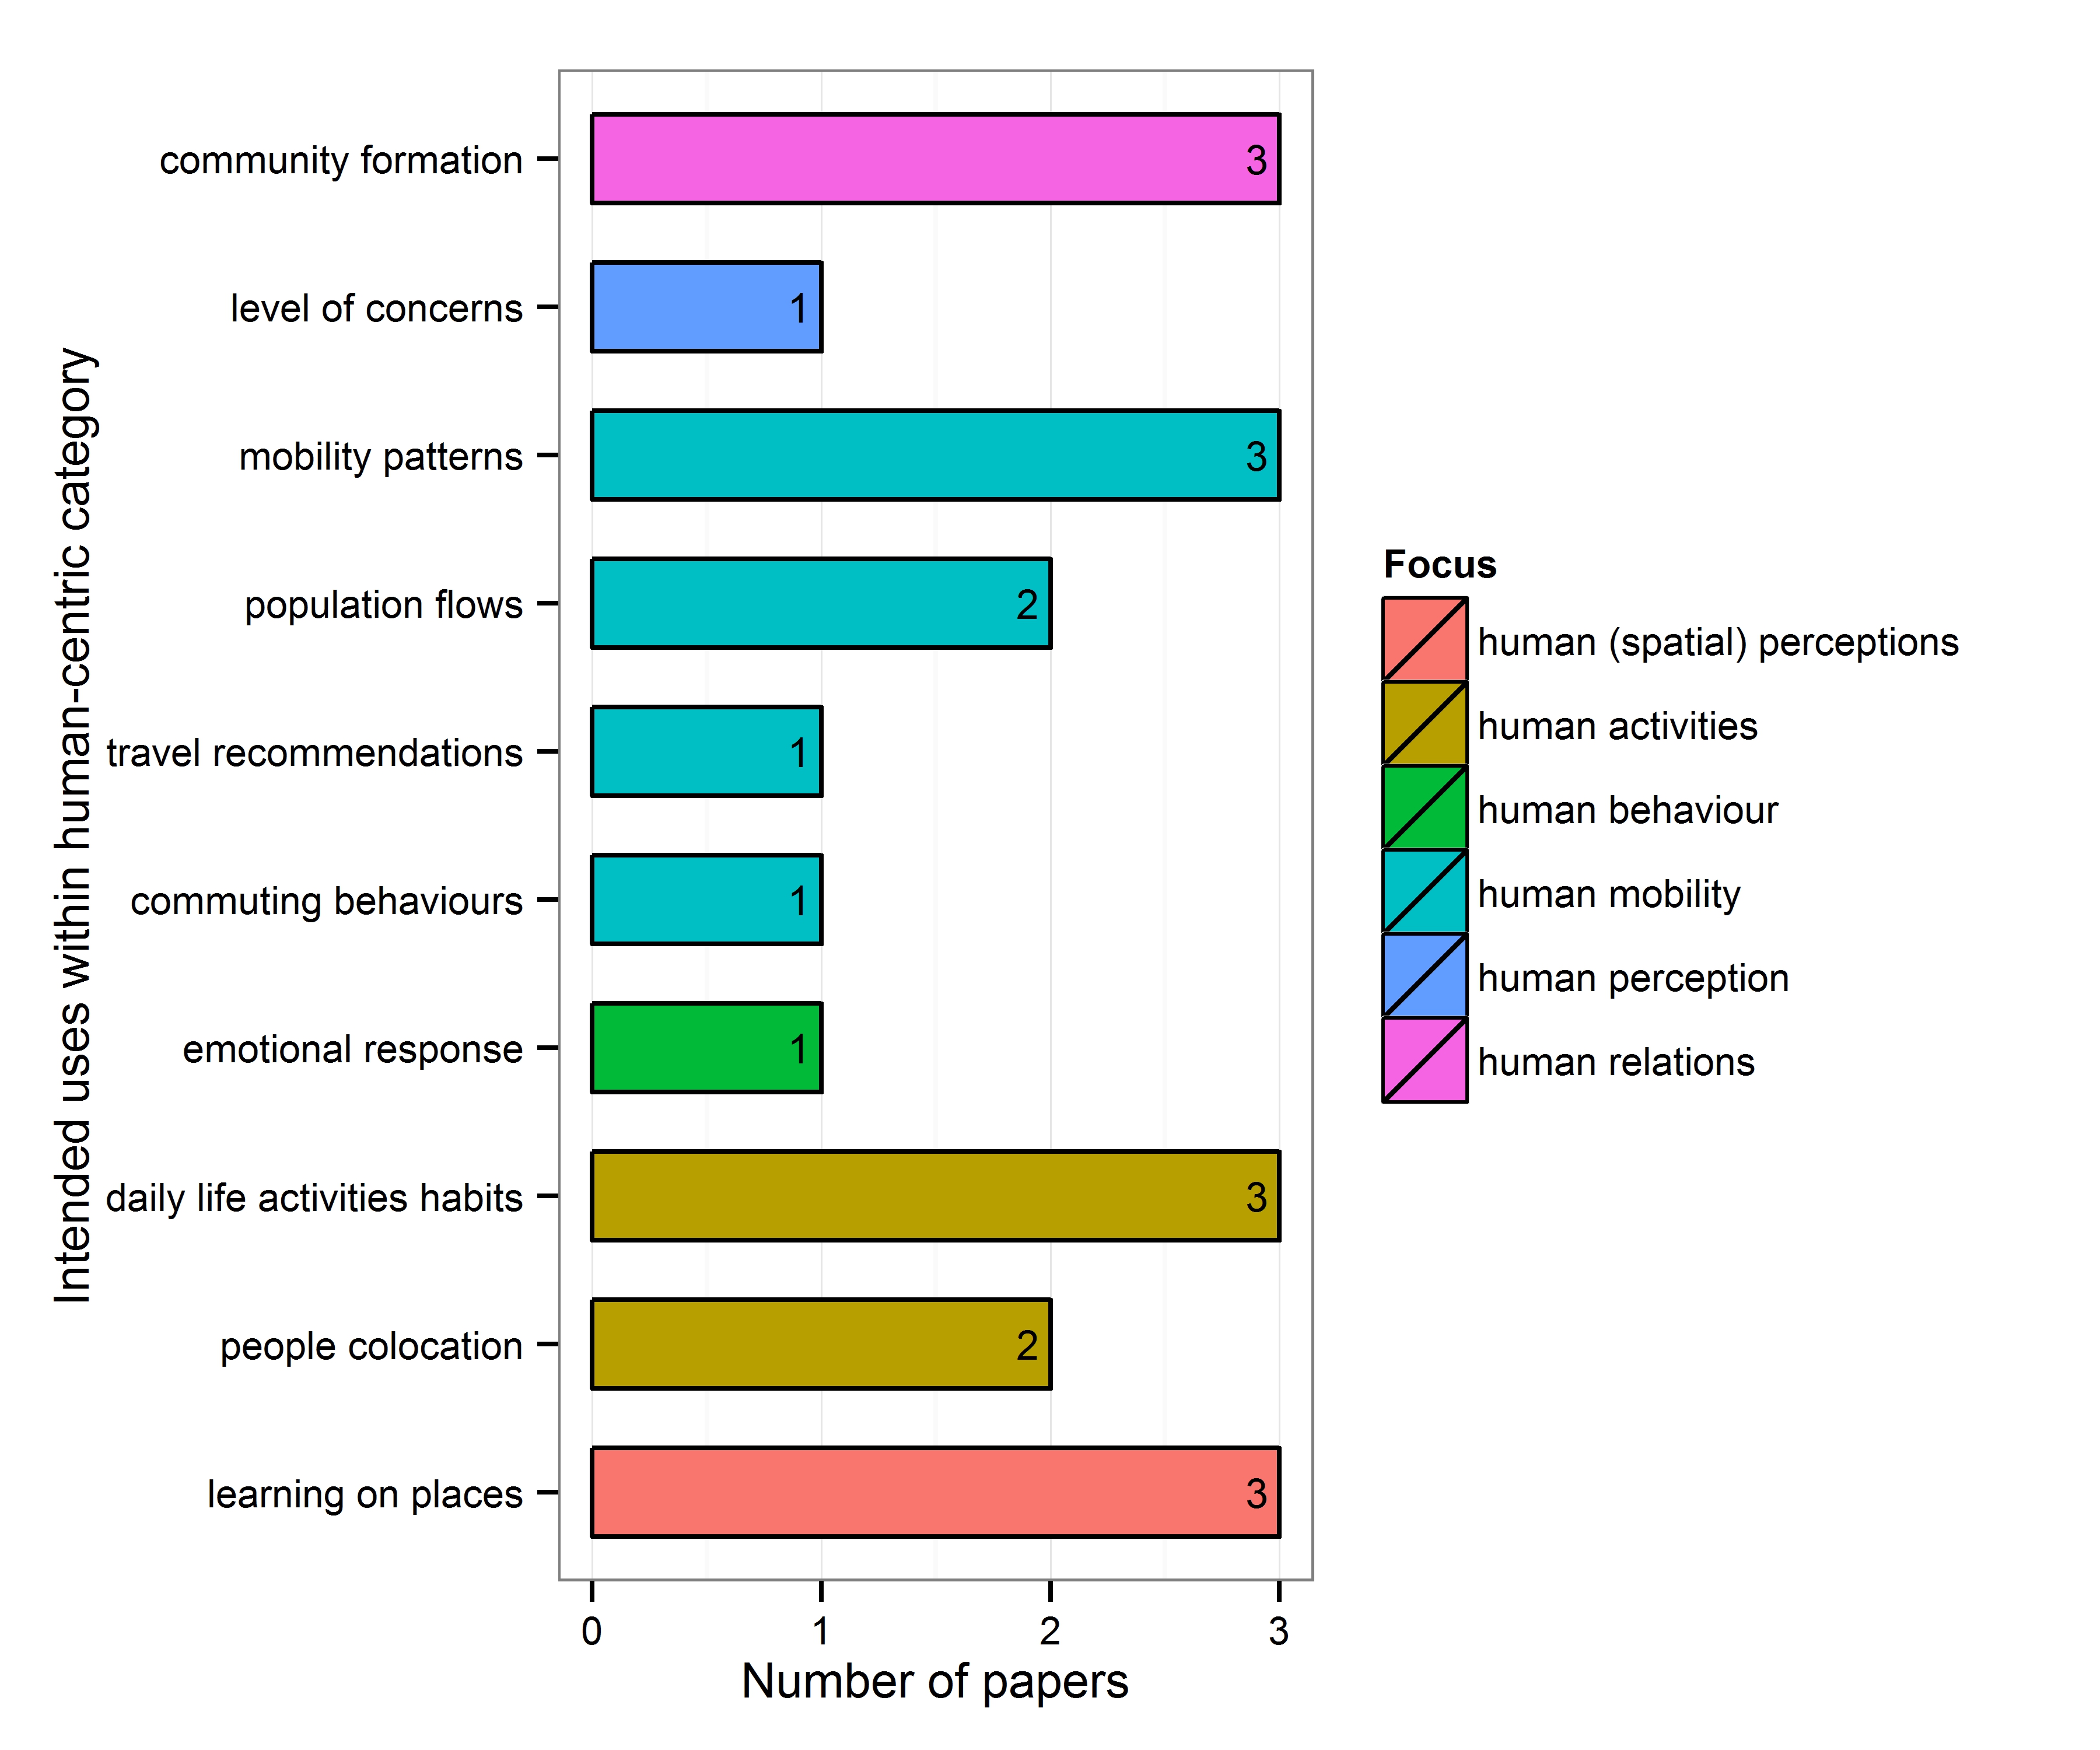 Intended uses within human-centric category
community formation
3
level of concerns
1
mobility patterns
3
population flows
2
travel recommendations
1
commuting behaviours
1
emotional response
1
daily life activities habits
3
people colocation
2
learning on places
3
0 1 2 3
Number of papers
Focus
human (spatial) perceptions
human activities
human behaviour
human mobility
human perception
human relations